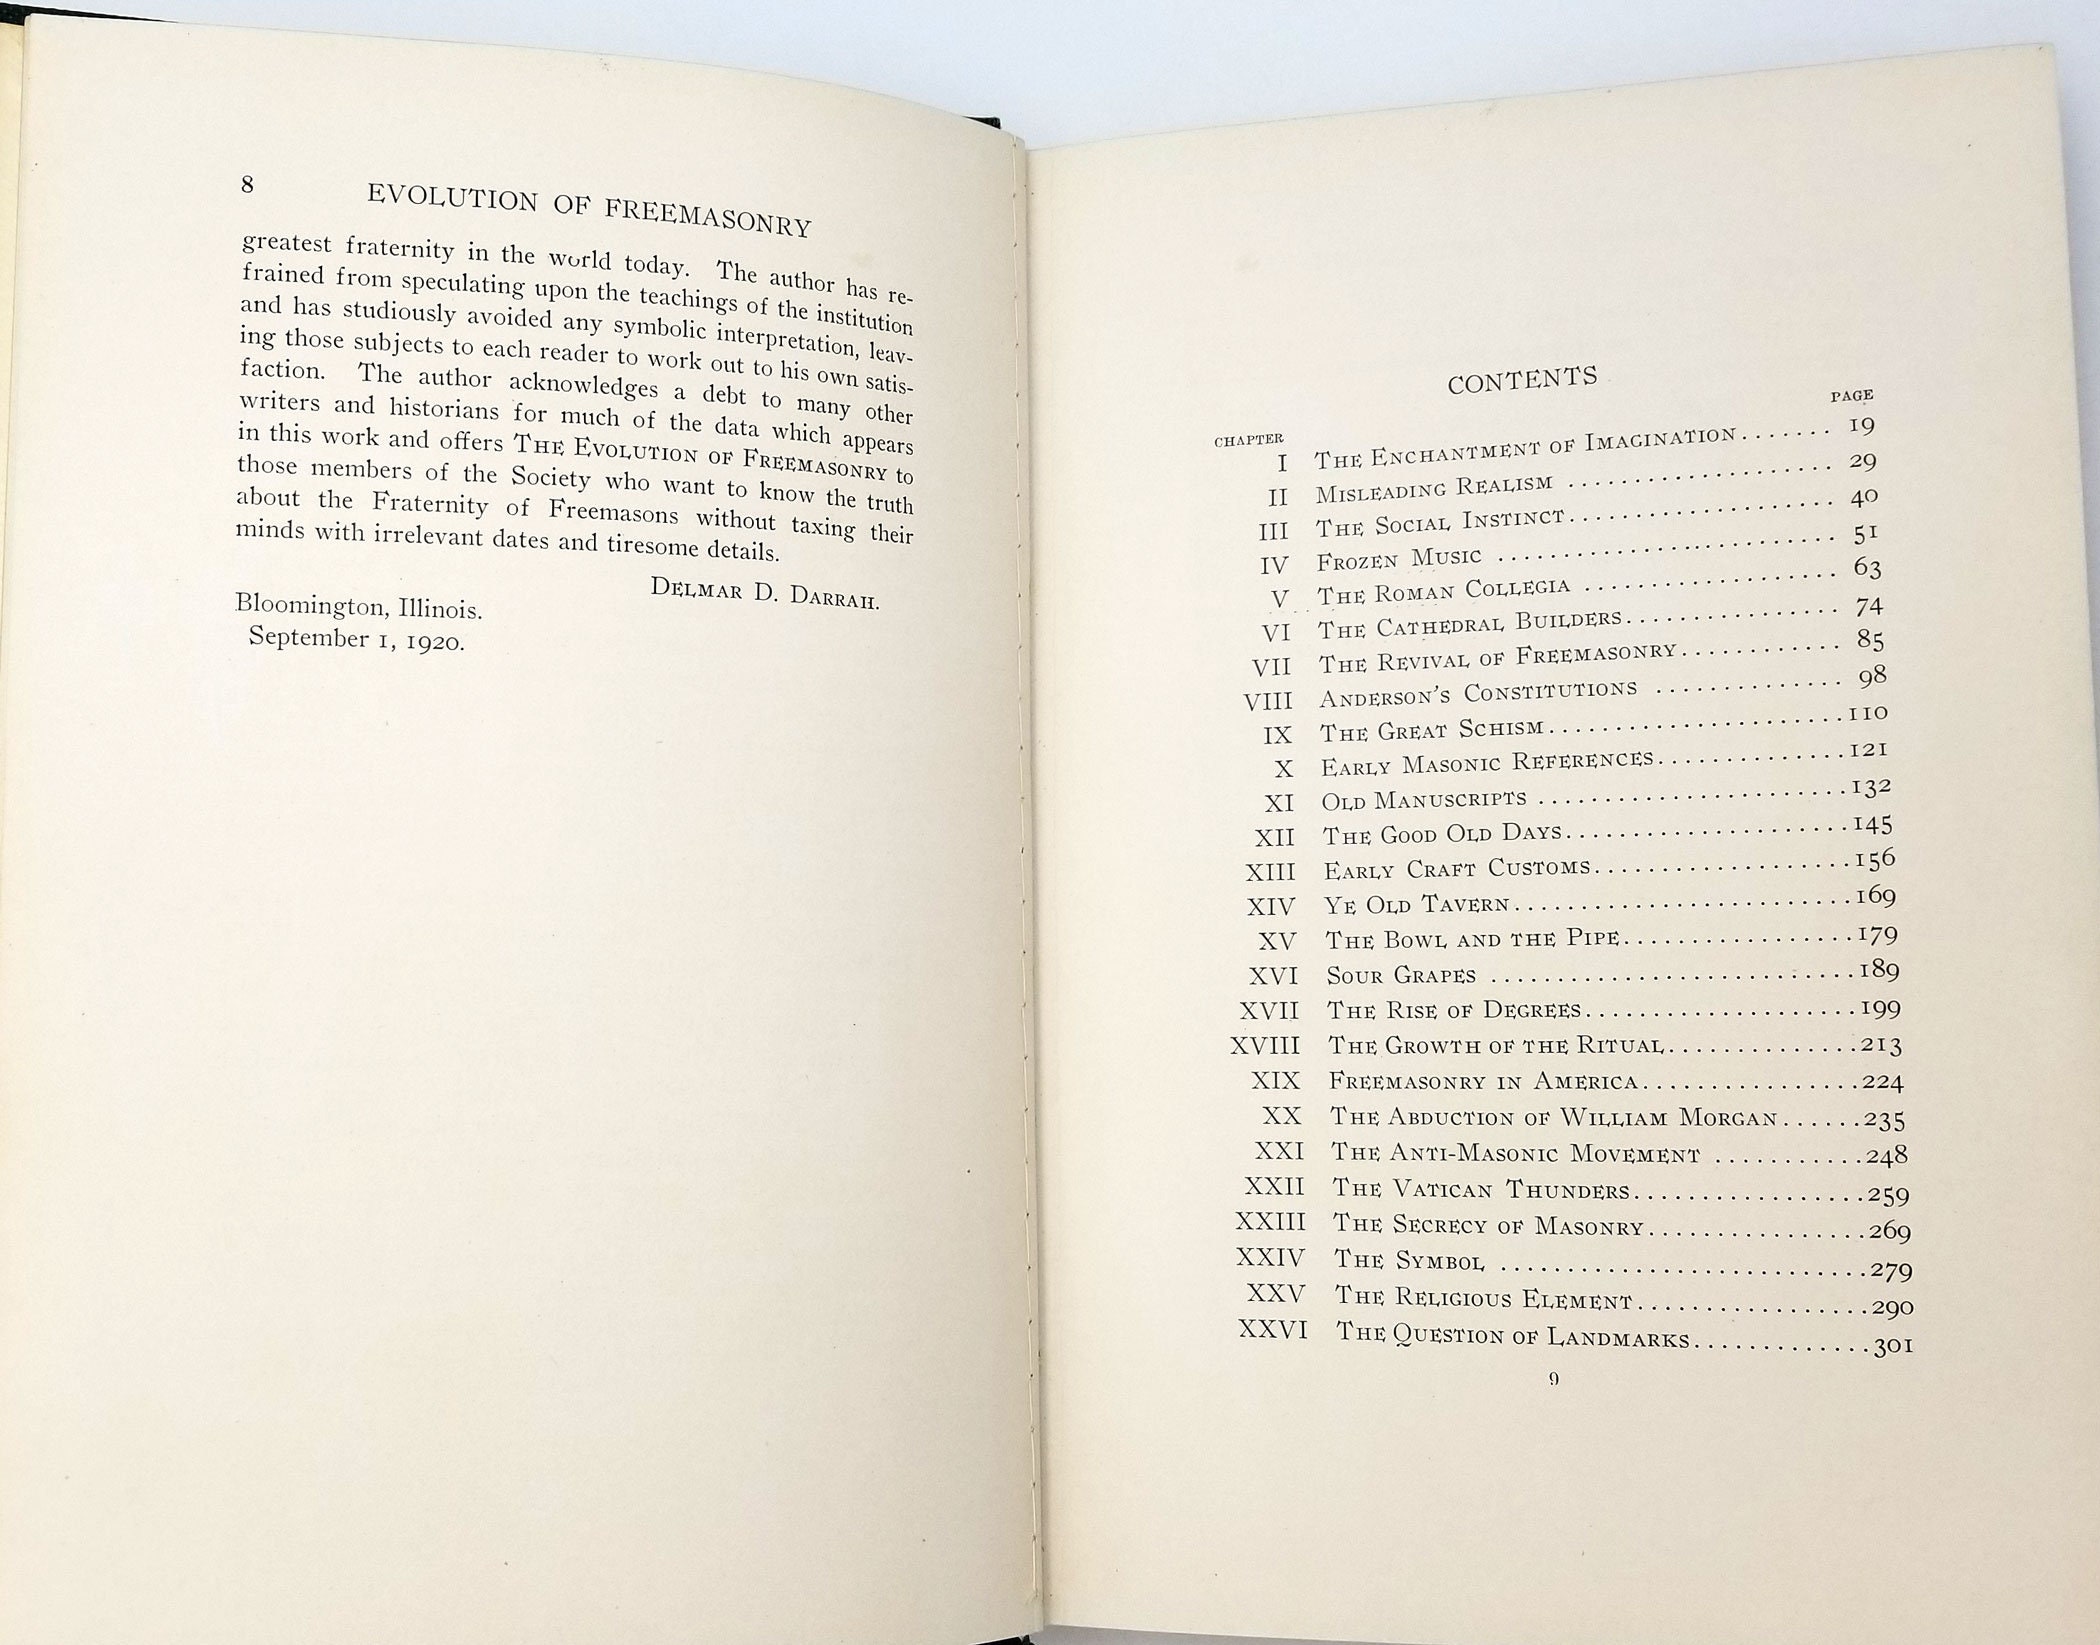 8 EVOLUTION OF FREEMASONRY
greatest fraternity in the world today. The author has re-
frained from speculating upon the teachings of the institution
and has studiously avoided any symbolic interpretation, leav-
ing those subjects to each reader to work out to his own satis-
faction. The author acknowledges a debt to many other
writers and historians for much of the data which appears
in this work and offers THE EVOLUTION OF FREEMASONRY to
those members of the Society who want to know the truth
about the Fraternity of Freemasons without taxing their
minds with irrelevant dates and tiresome details.
DELMAR D. DARRAH.
Bloomington, Illinois.
September 1, 1920.
CONTENTS
CHAPTER PAGE
I THE ENCHANTMENT OF IMAGINATION....... 19
II MISLEADING REALISM .................... 29
III THE SOCIAL INSTINCT.................... 40
IV FROZEN MUSIC .......................... 51
V THE ROMAN COLLEGIA ................... 63
VI THE CATHEDRAL BUILDERS................ 74
VII THE REVIVAL OF FREEMASONRY............ 85
VIII ANDERSON'S CONSTITUTIONS .............. 98
IX THE GREAT SCHISM......................110
X EARLY MASONIC REFERENCES..............121
XI OLD MANUSCRIPTS .......................132
XII THE GOOD OLD DAYS.....................145
XIII EARLY CRAFT CUSTOMS...................156
XIV YE OLD TAVERN.........................169
XV THE BOWL AND THE PIPE.................179
XVI SOUR GRAPES ...........................189
XVII THE RISE OF DEGREES....................199
XVIII THE GROWTH OF THE RITUAL..............213
XIX FREEMASONRY IN AMERICA................224
XX THE ABDUCTION OF WILLIAM MORGAN......235
XXI THE ANTI-MASONIC MOVEMENT ...........248
XXII THE VATICAN THUNDERS.................259
XXIII THE SECRECY OF MASONRY................269
XXIV THE SYMBOL ...........................279
XXV THE RELIGIOUS ELEMENT.................290
XXVI THE QUESTION OF LANDMARKS.............301
9